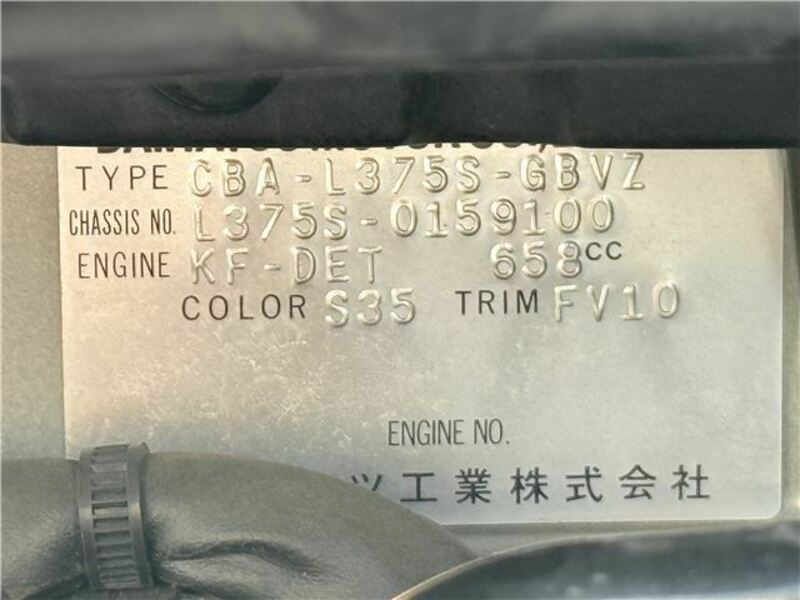 TYPE CBA-L375S-GBVZ
CHASSIS NO. L375S-0159100
ENGINE KF-DET 658CC
COLOR S35 TRIM FV10
ENGINE NO.
ツ工業株式会社